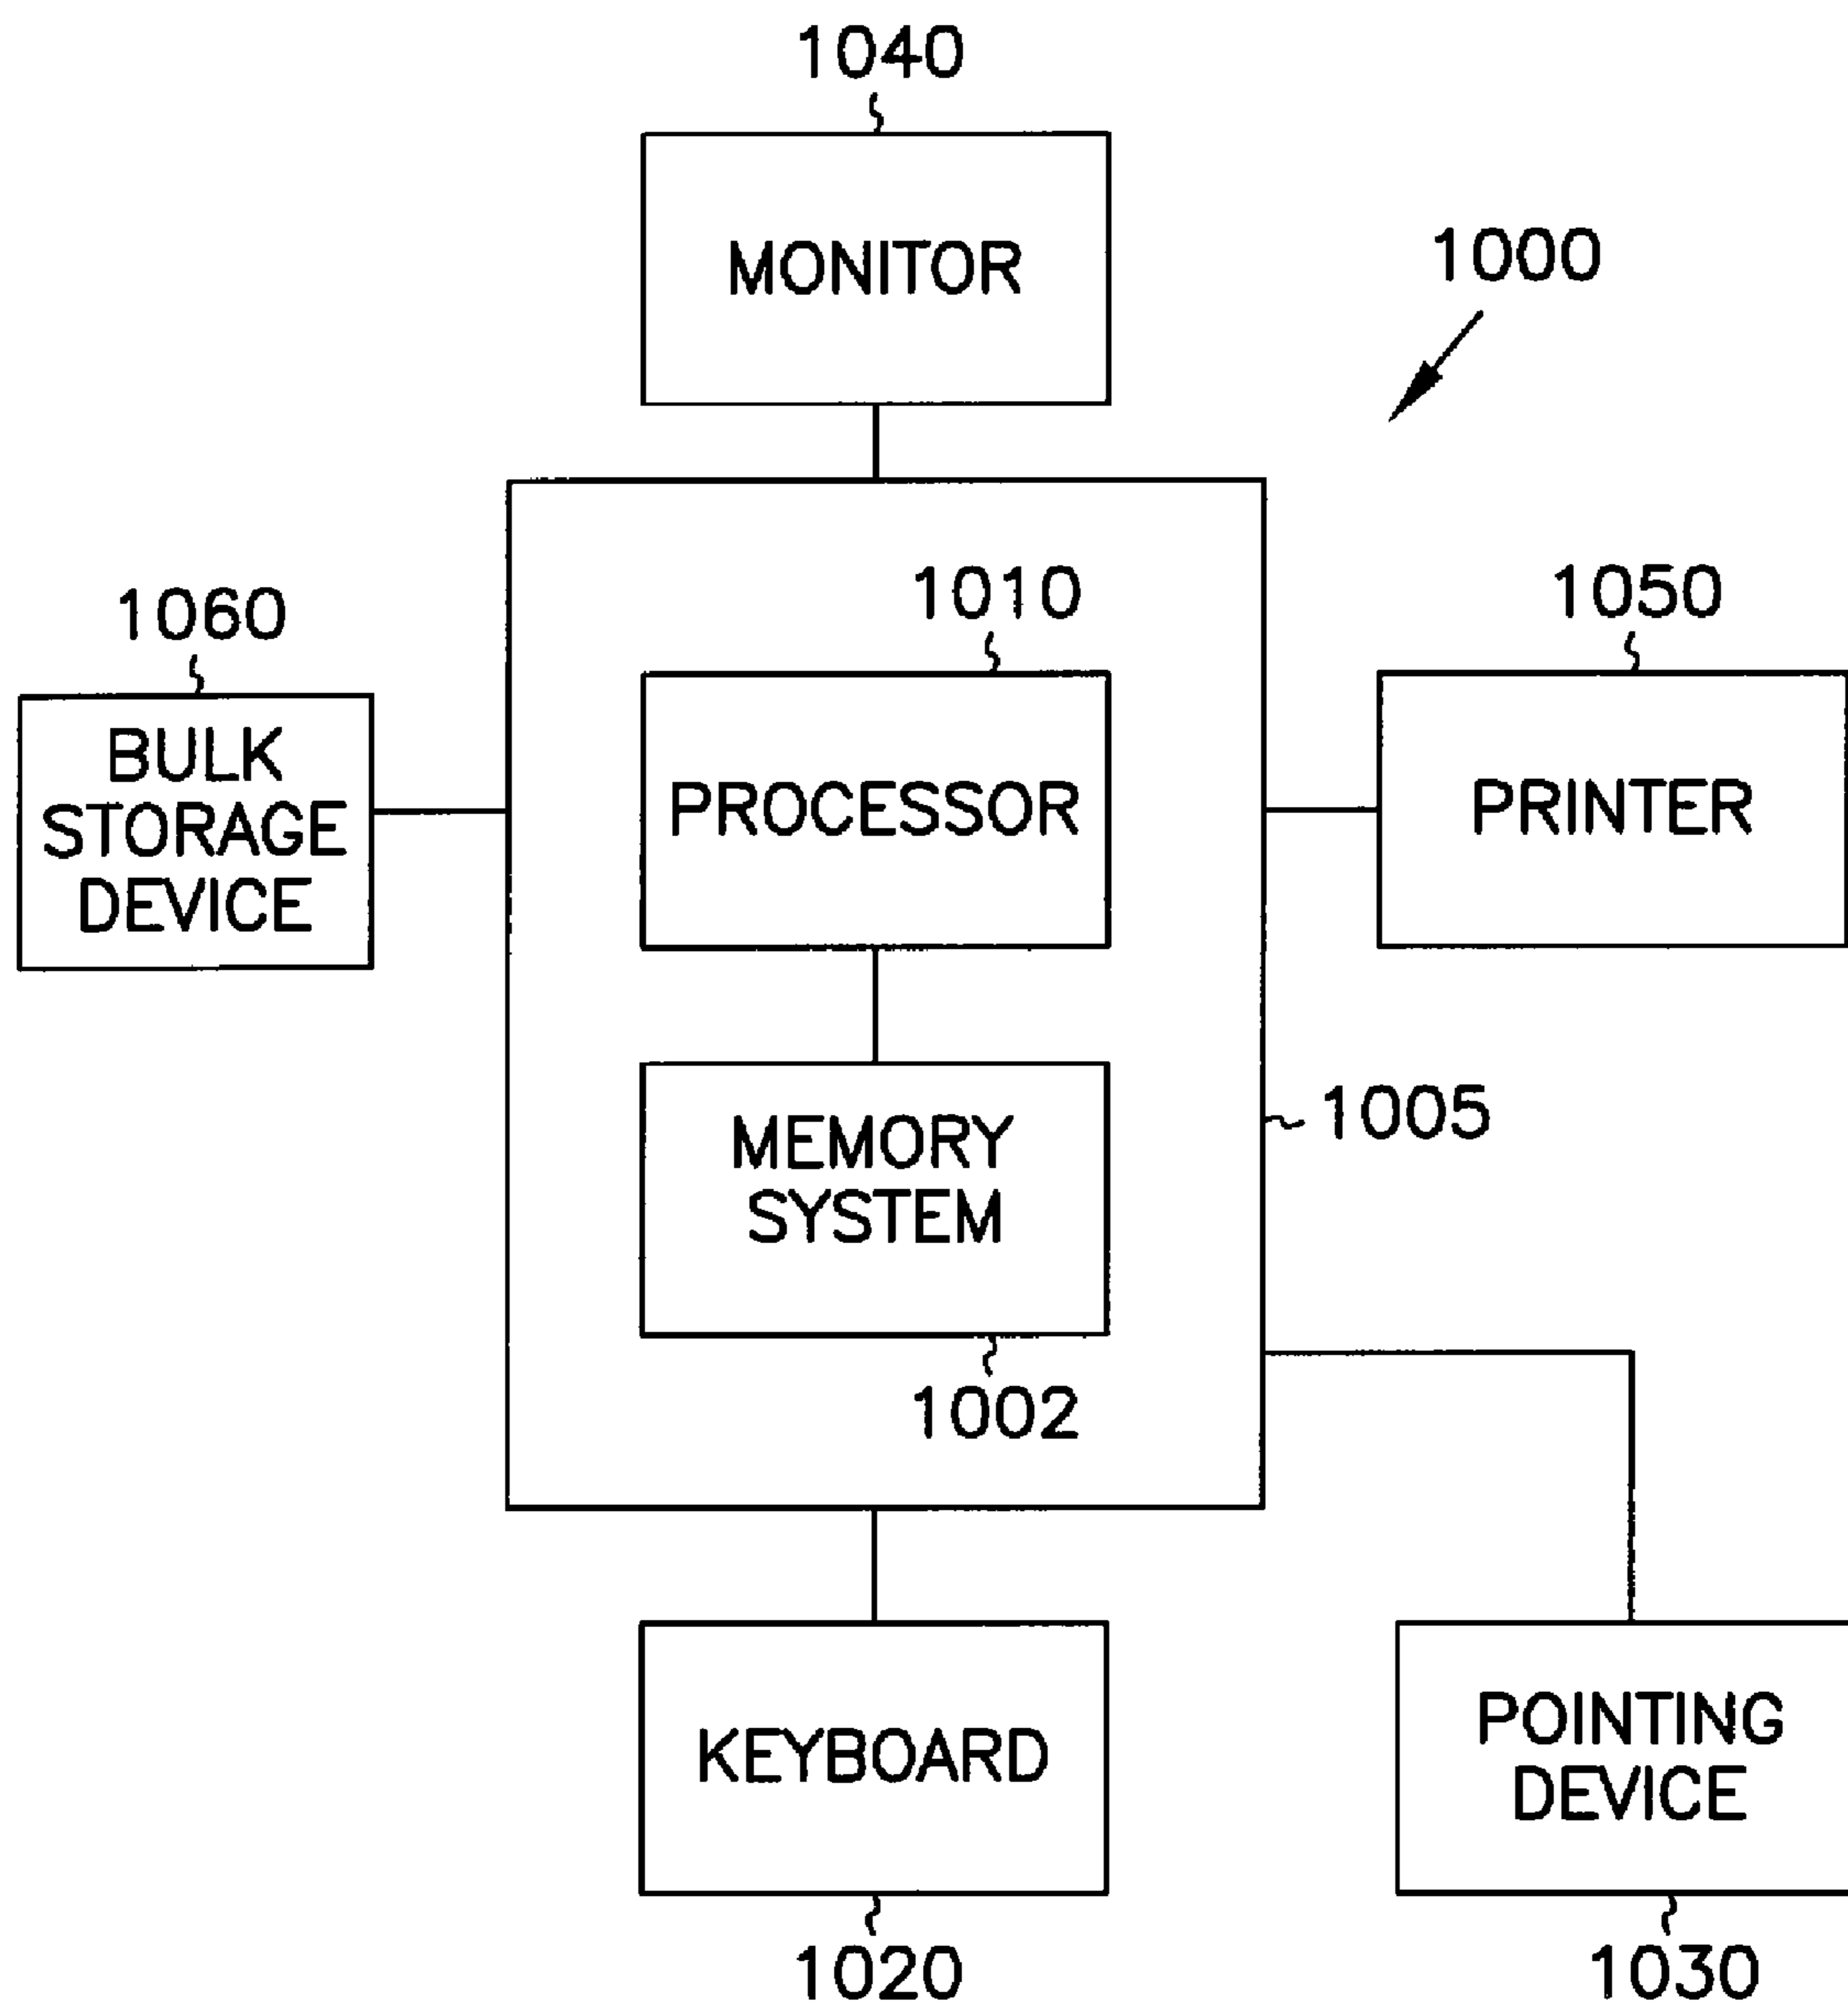 1040
MONITOR
1000
1010
1060
1050
BULK
STORAGE
DEVICE
PROCESSOR
PRINTER
MEMORY
SYSTEM
1005
1002
KEYBOARD
POINTING
DEVICE
1020
1030